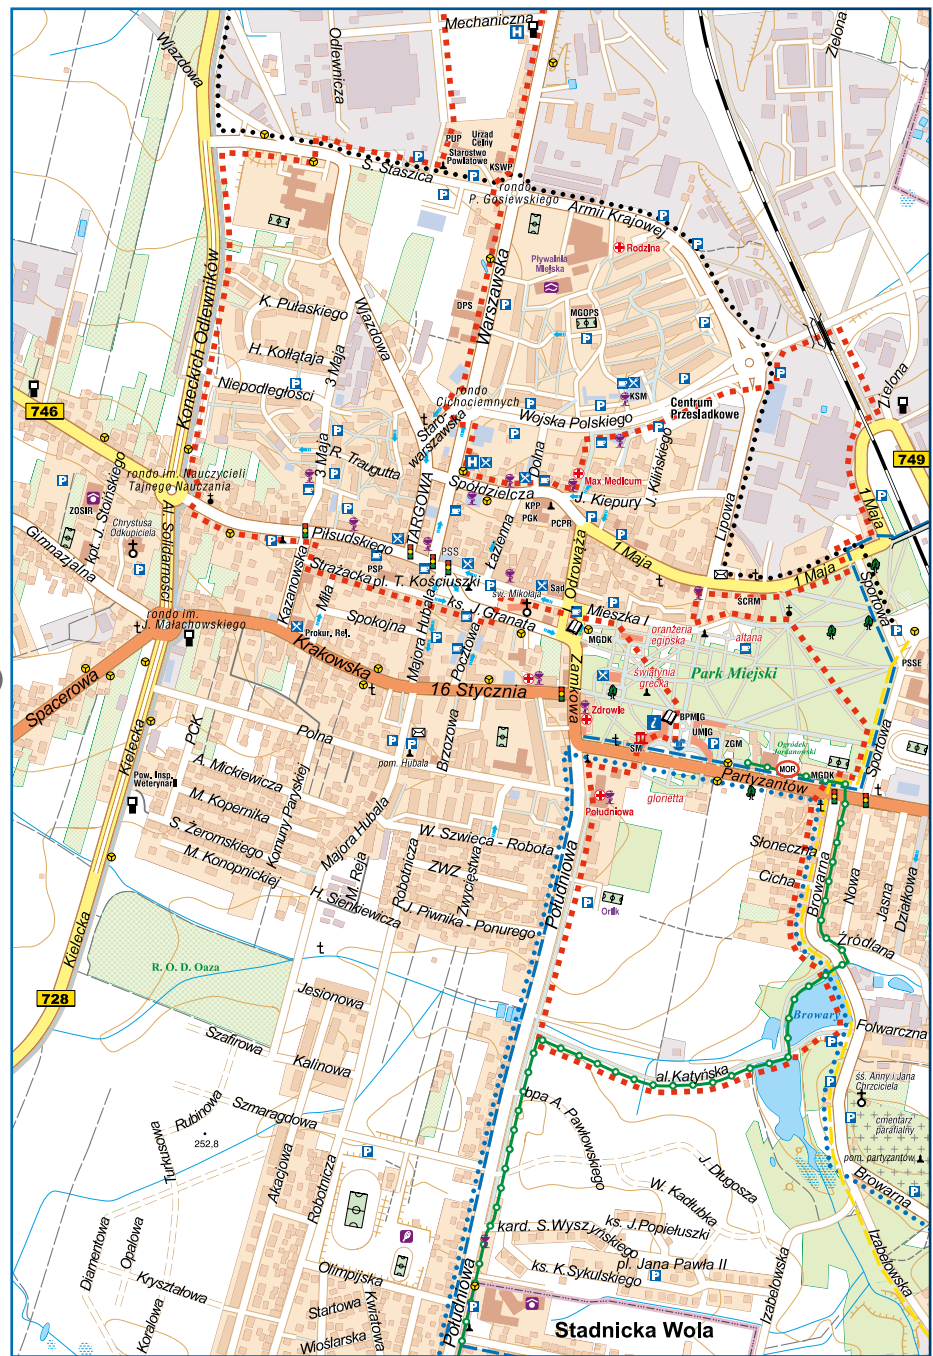 Mechaniczna
H
Wjazdowa
Odlewnicza
Zielona
PUP
Urząd
Celny
Starostwo
Powiatowe
KSWP
S. Staszica
P
rondo
P. Gosiewskiego
Armii Krajowej
Rodzina
Pływalnia
Miejska
Koneckich Odlewników
K. Pułaskiego
Wjazdowa
DPS
Warszawska
MGOPS
H. Kołłątaja
3 Maja
Niepodległości
rondo
Cichociemnych
KSM
Centrum
Przesiadkowe
Zielona
746
Staro-
warszawska
Wojska Polskiego
749
3 Maja
R. Traugutta
Dolna
J. Kilińskiego
rondo im. Nauczycieli
Tajnego Nauczania
kpt. J. Stoińskiego
ZOSIR
H
Spółdzielcza
Max Medicum
J. Kiepury
KPP
PGK
PCPR
Lipowa
1 Maja
Chrystusa
Odkupiciela
Al. Solidarności
Gimnazjalna
TARGOWA
Piłsudskiego
PSP
PSS
Łazienna
Odrowąża
1 Maja
1 Maja
Sportowa
Strażacka
pl. T. Kościuszki
Kazanowska
Miła
św. Mikołaja
Sąd
SCRM
rondo im.
J. Małachowskiego
Spokojna
Majora Hubala
ks. J. Granata
Mieszka I
MGDK
oranżeria
egipska
altana
Prokur. Rej.
Krakowska
Pocztowa
świątynia
grecka
Park Miejski
PSSE
Spacerowa
16 Stycznia
Zamkowa
Zdrowie
BPMiG
UMiG
i
SM
ZGM
Ogródek
Jordanowski
MOR
MGDK
Sportowa
Kielecka
PCK
Polna
pom. Hubala
Brzozowa
Partyzantów
Pow. Insp.
Weterynarii
A. Mickiewicza
M. Kopernika
Komuny Paryskiej
Południowa
glorietta
S. Żeromskiego
M. Konopnickiej
Majora Hubala
W. Szwieca - Robota
Słoneczna
Cicha
Browarna
Nowa
Jasna
Działkowa
M. Reja
Robotnicza
ZWZ
Zwycięstwa
Południowa
H. Sienkiewicza
J. Piwnika - Ponurego
Orlik
Źródlana
Kielecka
R. O. D. Oaza
728
Jesionowa
Browary
Folwarczna
Szafirowa
Kalinowa
al.Katyńska
śś. Anny i Jana
Chrzciciela
Rubinowa
Szmaragdowa
bpa A. Pawłowskiego
cmentarz
parafialny
252,8
Turkusowa
Akacjowa
Robotnicza
J. Długosza
pom. partyzantów
W. Kadłubka
Browarna
Diamentowa
Opalowa
kard. S.Wyszyńskiego
ks. J.Popiełuszki
Izabelowska
pl. Jana Pawła II
ks. K.Sykulskiego
Kryształowa
Olimpijska
Koralowa
Startowa
Kwiatowa
Wioślarska
Południowa
Izabelowska
Stadnicka Wola